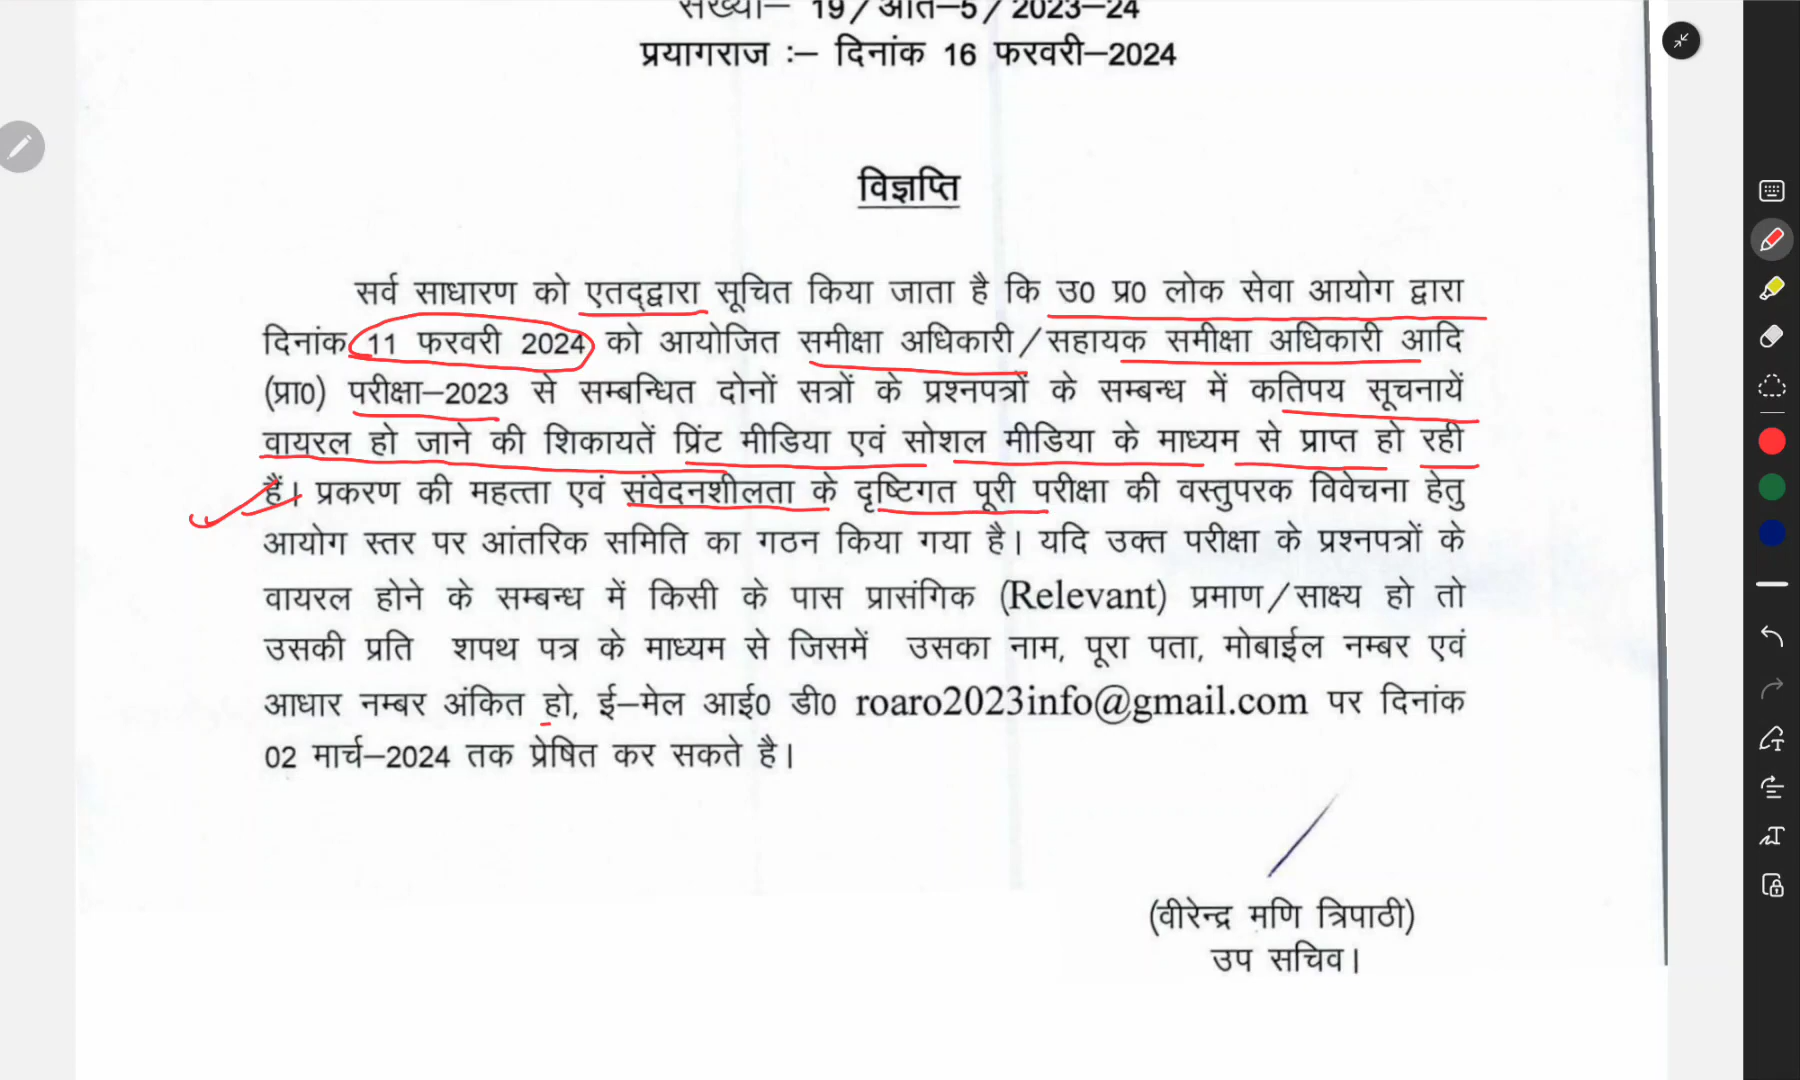 संख्या– 19/अति–5/2023–24
प्रयागराज :– दिनांक 16 फरवरी–2024
विज्ञप्ति
सर्व साधारण को एतद्द्वारा सूचित किया जाता है कि उ0 प्र0 लोक सेवा आयोग द्वारा
दिनांक 11 फरवरी 2024 को आयोजित समीक्षा अधिकारी/सहायक समीक्षा अधिकारी आदि
(प्रा0) परीक्षा–2023 से सम्बन्धित दोनों सत्रों के प्रश्नपत्रों के सम्बन्ध में कतिपय सूचनायें
वायरल हो जाने की शिकायतें प्रिंट मीडिया एवं सोशल मीडिया के माध्यम से प्राप्त हो रही
हैं। प्रकरण की महत्ता एवं संवेदनशीलता के दृष्टिगत पूरी परीक्षा की वस्तुपरक विवेचना हेतु
आयोग स्तर पर आंतरिक समिति का गठन किया गया है। यदि उक्त परीक्षा के प्रश्नपत्रों के
वायरल होने के सम्बन्ध में किसी के पास प्रासंगिक (Relevant) प्रमाण/साक्ष्य हो तो
उसकी प्रति शपथ पत्र के माध्यम से जिसमें उसका नाम, पूरा पता, मोबाईल नम्बर एवं
आधार नम्बर अंकित हो, ई–मेल आई0 डी0 roaro2023info@gmail.com पर दिनांक
02 मार्च–2024 तक प्रेषित कर सकते है।
(वीरेन्द्र मणि त्रिपाठी)
उप सचिव।